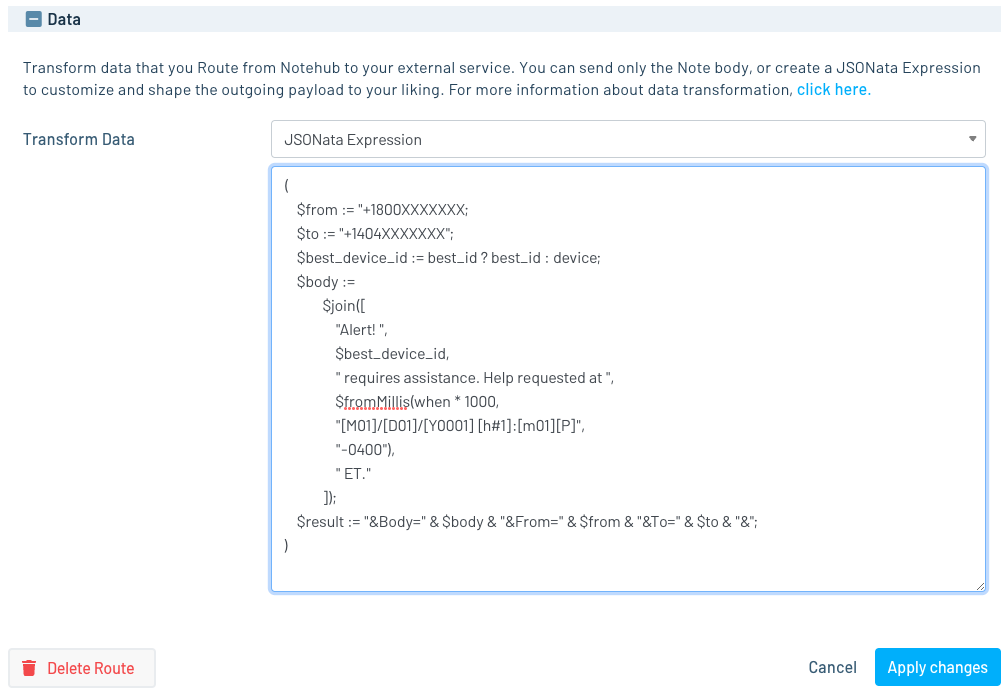 Data
Transform data that you Route from Notehub to your external service. You can send only the Note body, or create a JSONata Expression
to customize and shape the outgoing payload to your liking. For more information about data transformation, click here.
Transform Data
JSONata Expression
(
$from := "+1800XXXXXXX;
$to := "+1404XXXXXXX";
$best_device_id := best_id ? best_id : device;
$body :=
$join([
"Alert! ",
$best_device_id,
" requires assistance. Help requested at ",
$fromMillis(when * 1000,
"[M01]/[D01]/[Y0001] [h#1]:[m01][P]",
"-0400"),
" ET."
]);
$result := "&Body=" & $body & "&From=" & $from & "&To=" & $to & "&";
)
Delete Route
Cancel
Apply changes